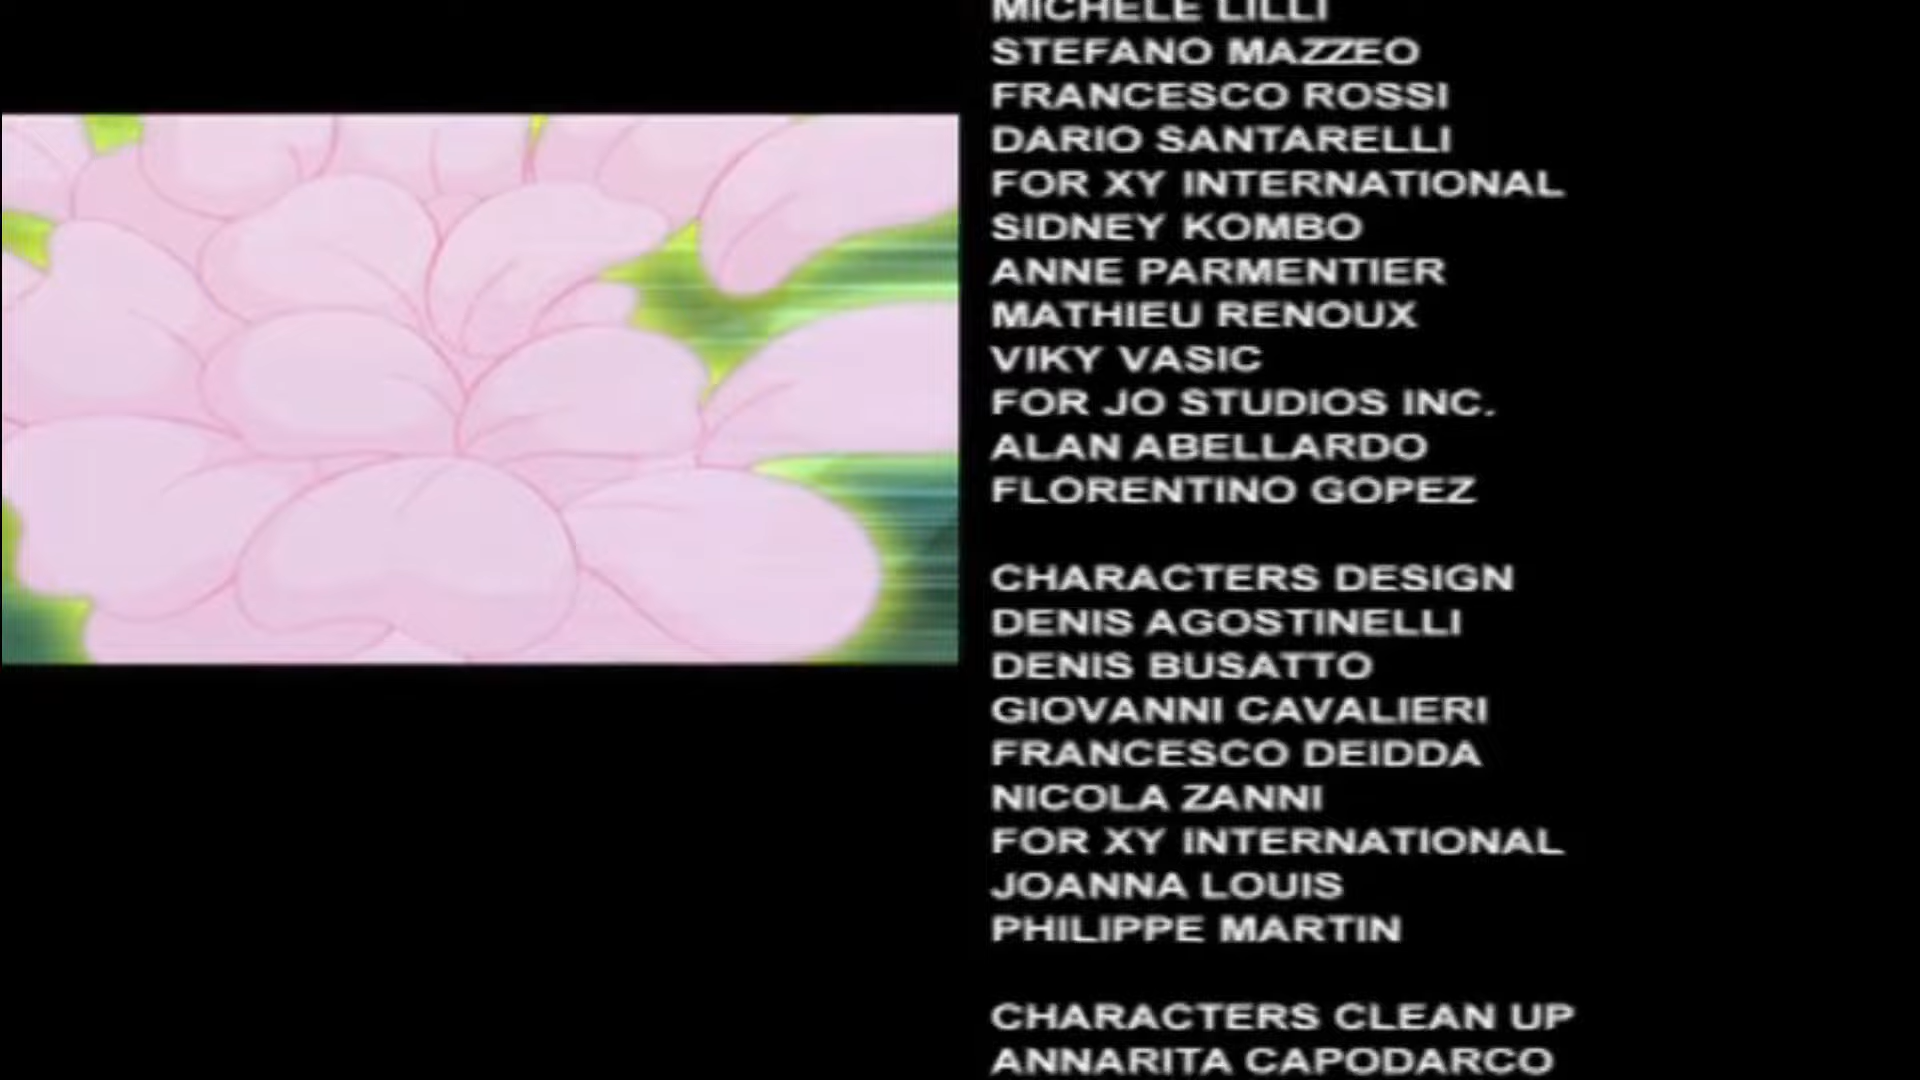 MICHELE LILLI
STEFANO MAZZEO
FRANCESCO ROSSI
DARIO SANTARELLI
FOR XY INTERNATIONAL
SIDNEY KOMBO
ANNE PARMENTIER
MATHIEU RENOUX
VIKY VASIC
FOR JO STUDIOS INC.
ALAN ABELLARDO
FLORENTINO GOPEZ
CHARACTERS DESIGN
DENIS AGOSTINELLI
DENIS BUSATTO
GIOVANNI CAVALIERI
FRANCESCO DEIDDA
NICOLA ZANNI
FOR XY INTERNATIONAL
JOANNA LOUIS
PHILIPPE MARTIN
CHARACTERS CLEAN UP
ANNARITA CAPODARCO